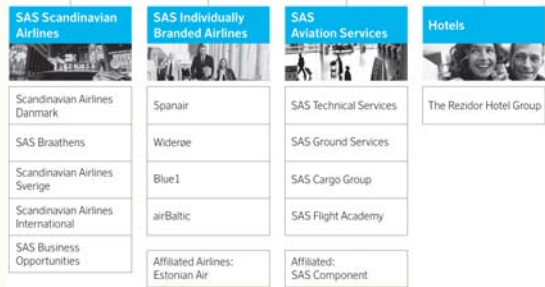 SAS Scandinavian
Airlines
SAS Individually
Branded Airlines
SAS
Aviation Services
Hotels
Scandinavian Airlines
Danmark
SAS Braathens
Scandinavian Airlines
Sverige
Scandinavian Airlines
International
SAS Business
Opportunities
Spanair
Widerøe
Blue1
airBaltic
Affiliated Airlines:
Estonian Air
SAS Technical Services
SAS Ground Services
SAS Cargo Group
SAS Flight Academy
Affiliated:
SAS Component
The Rezidor Hotel Group